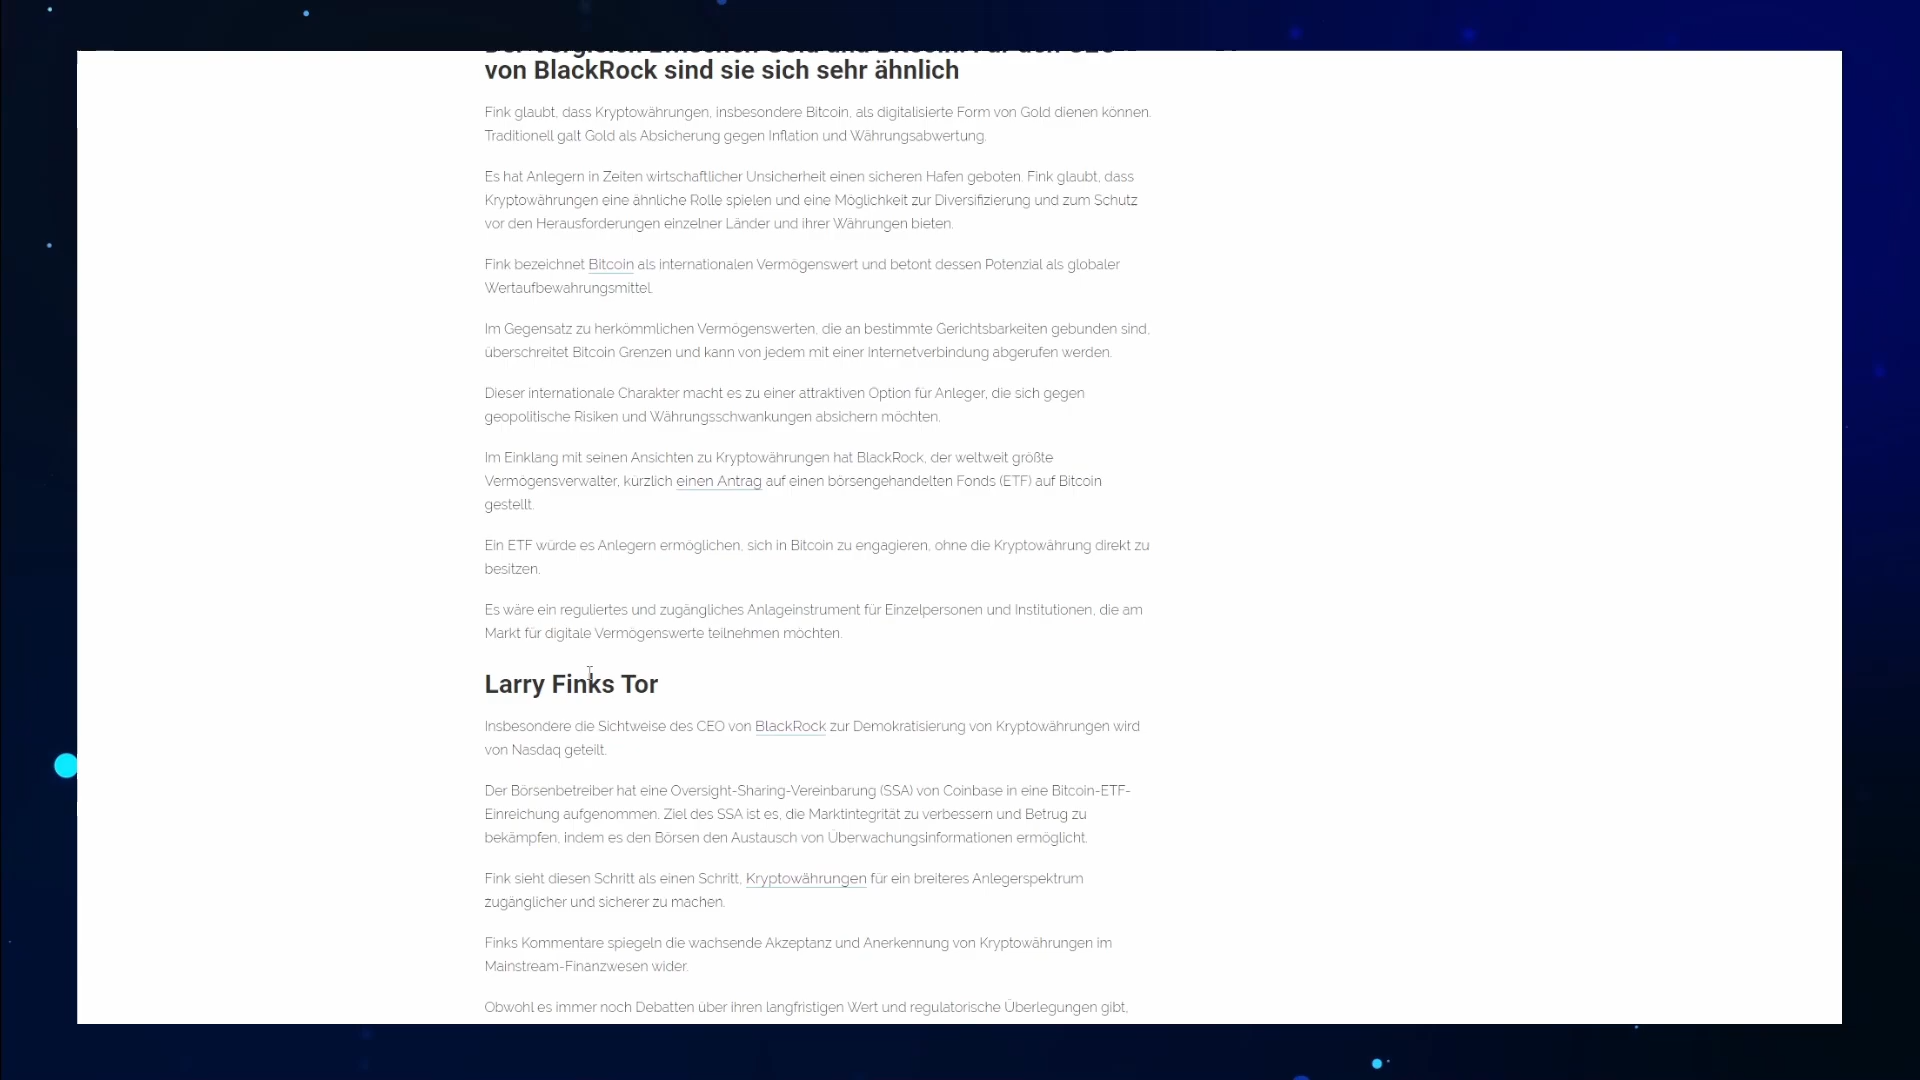 von BlackRock sind sie sich sehr ähnlich
Fink glaubt, dass Kryptowährungen, insbesondere Bitcoin, als digitalisierte Form von Gold dienen können.
Traditionell galt Gold als Absicherung gegen Inflation und Währungsabwertung.
Es hat Anlegern in Zeiten wirtschaftlicher Unsicherheit einen sicheren Hafen geboten. Fink glaubt, dass
Kryptowährungen eine ähnliche Rolle spielen und eine Möglichkeit zur Diversifizierung und zum Schutz
vor den Herausforderungen einzelner Länder und ihrer Währungen bieten.
Fink bezeichnet Bitcoin als internationalen Vermögenswert und betont dessen Potenzial als globaler
Wertaufbewahrungsmittel.
Im Gegensatz zu herkömmlichen Vermögenswerten, die an bestimmte Gerichtsbarkeiten gebunden sind,
überschreitet Bitcoin Grenzen und kann von jedem mit einer Internetverbindung abgerufen werden.
Dieser internationale Charakter macht es zu einer attraktiven Option für Anleger, die sich gegen
geopolitische Risiken und Währungsschwankungen absichern möchten.
Im Einklang mit seinen Ansichten zu Kryptowährungen hat BlackRock, der weltweit größte
Vermögensverwalter, kürzlich einen Antrag auf einen börsengehandelten Fonds (ETF) auf Bitcoin
gestellt.
Ein ETF würde es Anlegern ermöglichen, sich in Bitcoin zu engagieren, ohne die Kryptowährung direkt zu
besitzen.
Es wäre ein reguliertes und zugängliches Anlageinstrument für Einzelpersonen und Institutionen, die am
Markt für digitale Vermögenswerte teilnehmen möchten.
Larry Finks Tor
Insbesondere die Sichtweise des CEO von BlackRock zur Demokratisierung von Kryptowährungen wird
von Nasdaq geteilt.
Der Börsenbetreiber hat eine Oversight-Sharing-Vereinbarung (SSA) von Coinbase in eine Bitcoin-ETF-
Einreichung aufgenommen. Ziel des SSA ist es, die Marktintegrität zu verbessern und Betrug zu
bekämpfen, indem es den Börsen den Austausch von Überwachungsinformationen ermöglicht.
Fink sieht diesen Schritt als einen Schritt, Kryptowährungen für ein breiteres Anlegerspektrum
zugänglicher und sicherer zu machen.
Finks Kommentare spiegeln die wachsende Akzeptanz und Anerkennung von Kryptowährungen im
Mainstream-Finanzwesen wider.
Obwohl es immer noch Debatten über ihren langfristigen Wert und regulatorische Überlegungen gibt,